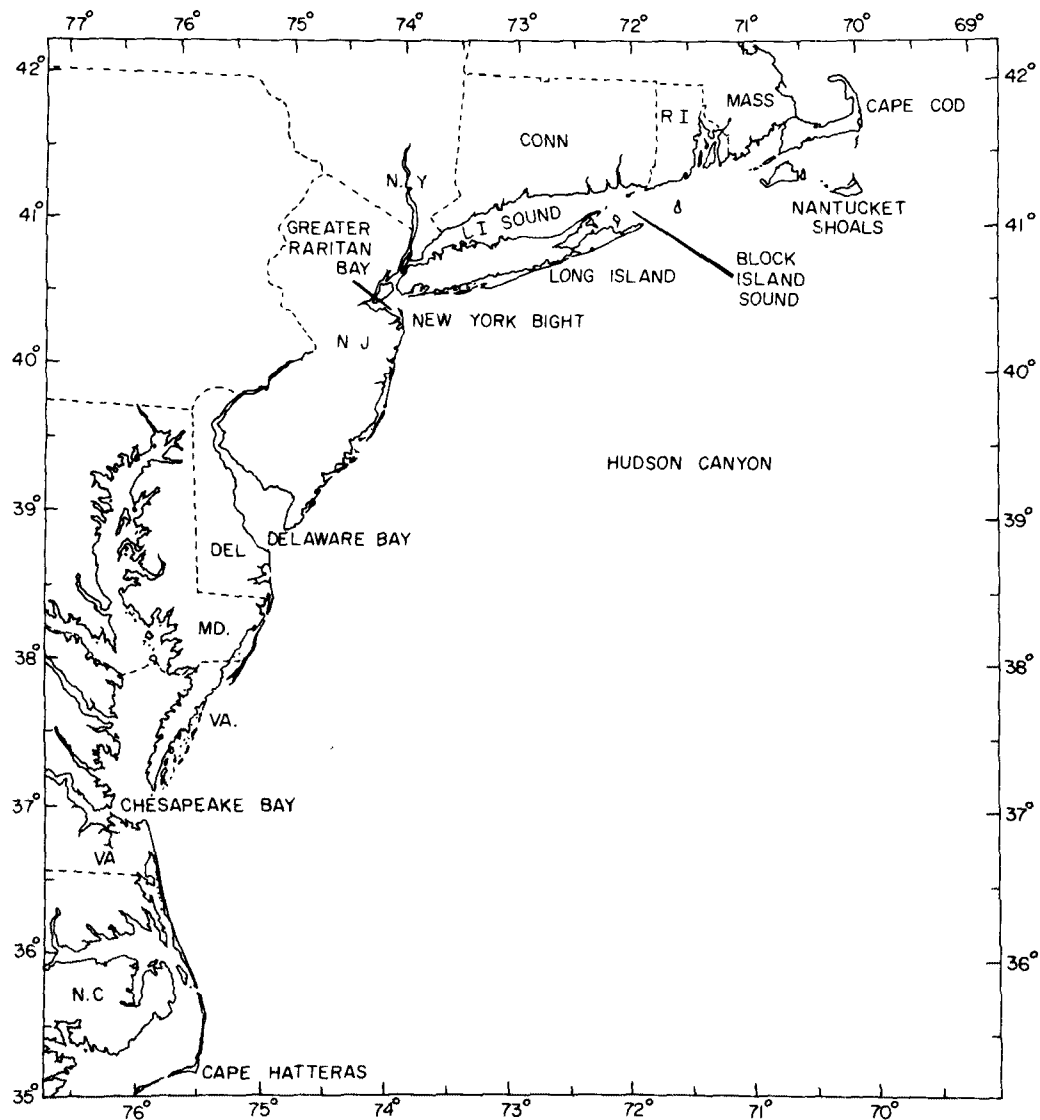 77° 76° 75° 74° 73° 72° 71° 70° 69°
42° 42°
MASS
CAPE COD
R I
CONN
N. Y
41° 41°
GREATER
RARITAN
BAY
L I SOUND
NANTUCKET
SHOALS
BLOCK
ISLAND
SOUND
LONG ISLAND
NEW YORK BIGHT
N J
40° 40°
HUDSON CANYON
39° 39°
DELAWARE BAY
DEL
MD.
38° 38°
VA.
37° 37°
CHESAPEAKE BAY
VA
36° 36°
N.C
CAPE HATTERAS
35°
76° 75° 74° 73° 72° 71° 70°